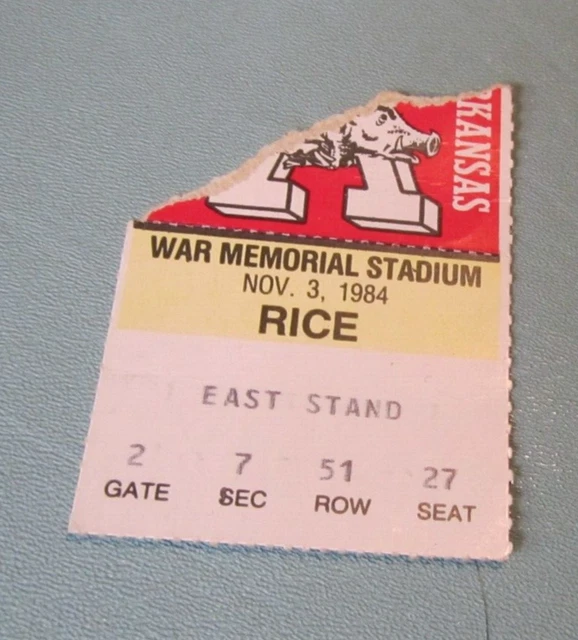 RKANSAS
WAR MEMORIAL STADIUM
NOV. 3, 1984
RICE
EAST STAND
2 7 51 27
GATE SEC ROW SEAT